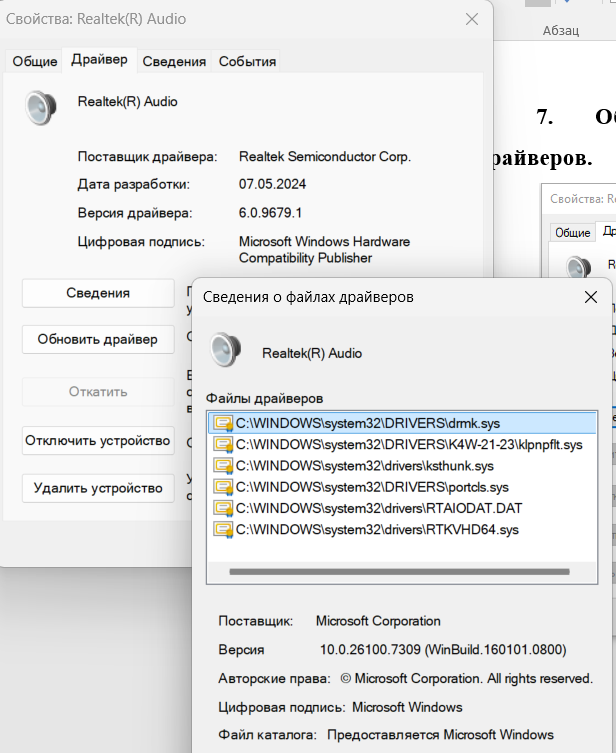 Свойства: Realtek(R) Audio
Абзац
Общие Драйвер Сведения События
Realtek(R) Audio
7.
Поставщик драйвера: Realtek Semiconductor Corp.
Дата разработки: 07.05.2024
Версия драйвера: 6.0.9679.1
Цифровая подпись: Microsoft Windows Hardware
Compatibility Publisher
Сведения
Обновить драйвер
Откатить
Отключить устройство
Удалить устройство
райверов.
Свойства: Re
Общие
Сведения о файлах драйверов
Realtek(R) Audio
Файлы драйверов
C:\WINDOWS\system32\DRIVERS\drmk.sys
C:\WINDOWS\system32\DRIVERS\K4W-21-23\klpnpflt.sys
C:\WINDOWS\system32\drivers\ksthunk.sys
C:\WINDOWS\system32\DRIVERS\portcls.sys
C:\WINDOWS\system32\drivers\RTAIODAT.DAT
C:\WINDOWS\system32\drivers\RTKVHD64.sys
Поставщик: Microsoft Corporation
Версия 10.0.26100.7309 (WinBuild.160101.0800)
Авторские права: © Microsoft Corporation. All rights reserved.
Цифровая подпись: Microsoft Windows
Файл каталога: Предоставляется Microsoft Windows